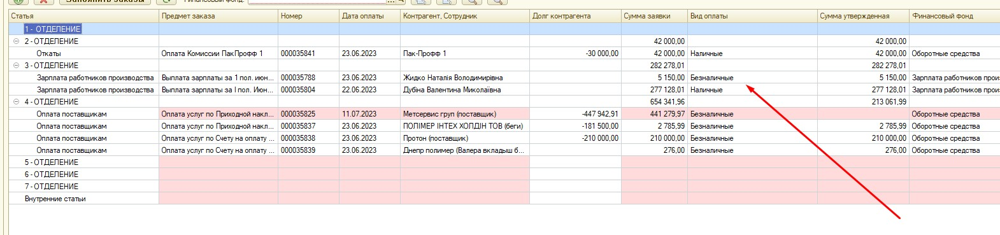 Заполнить заказы Финансовый фонд: ...
Статья Предмет заказа Номер Дата оплаты Контрагент, Сотрудник Долг контрагента Сумма заявки Вид оплаты Сумма утвержденная Финансовый фонд
1 - ОТДЕЛЕНИЕ
2 - ОТДЕЛЕНИЕ 42 000,00 42 000,00
Откаты Оплата Комиссии ПакПрофф 1 000035841 23.06.2023 Пак-Профф 1 -30 000,00 42 000,00 Наличные 42 000,00 Оборотные средства
3 - ОТДЕЛЕНИЕ 282 278,01 282 278,01
Зарплата работников производства Выплата зарплаты за 1 пол. июн... 000035788 23.06.2023 Жидко Наталія Володимирівна 5 150,00 Безналичные 5 150,00 Зарплата работников прои
Зарплата работников производства Выплата зарплаты за I пол. Июн... 000035804 22.06.2023 Дубіна Валентина Миколаївна 277 128,01 Наличные 277 128,01 Зарплата работников прои
4 - ОТДЕЛЕНИЕ 654 341,96 213 061,99
Оплата поставщикам Оплата услуг по Приходной накл... 000035825 11.07.2023 Метсервис груп (поставщик) -447 942,91 441 279,97 Безналичные Оборотные средства
Оплата поставщикам Оплата услуг по Приходной накл... 000035837 23.06.2023 ПОЛІМЕР ІНТЕХ ХОЛДІН ТОВ (беги) -181 500,00 2 785,99 Безналичные 2 785,99 Оборотные средства
Оплата поставщикам Оплата услуг по Счету на оплату ... 000035838 23.06.2023 Протон (поставщик) -210 000,00 210 000,00 Безналичные 210 000,00 Оборотные средства
Оплата поставщикам Оплата услуг по Счету на оплату ... 000035839 23.06.2023 Днепр полимер (Валера вкладыш б... 276,00 Безналичные 276,00 Оборотные средства
5 - ОТДЕЛЕНИЕ
6 - ОТДЕЛЕНИЕ
7 - ОТДЕЛЕНИЕ
Внутренние статьи